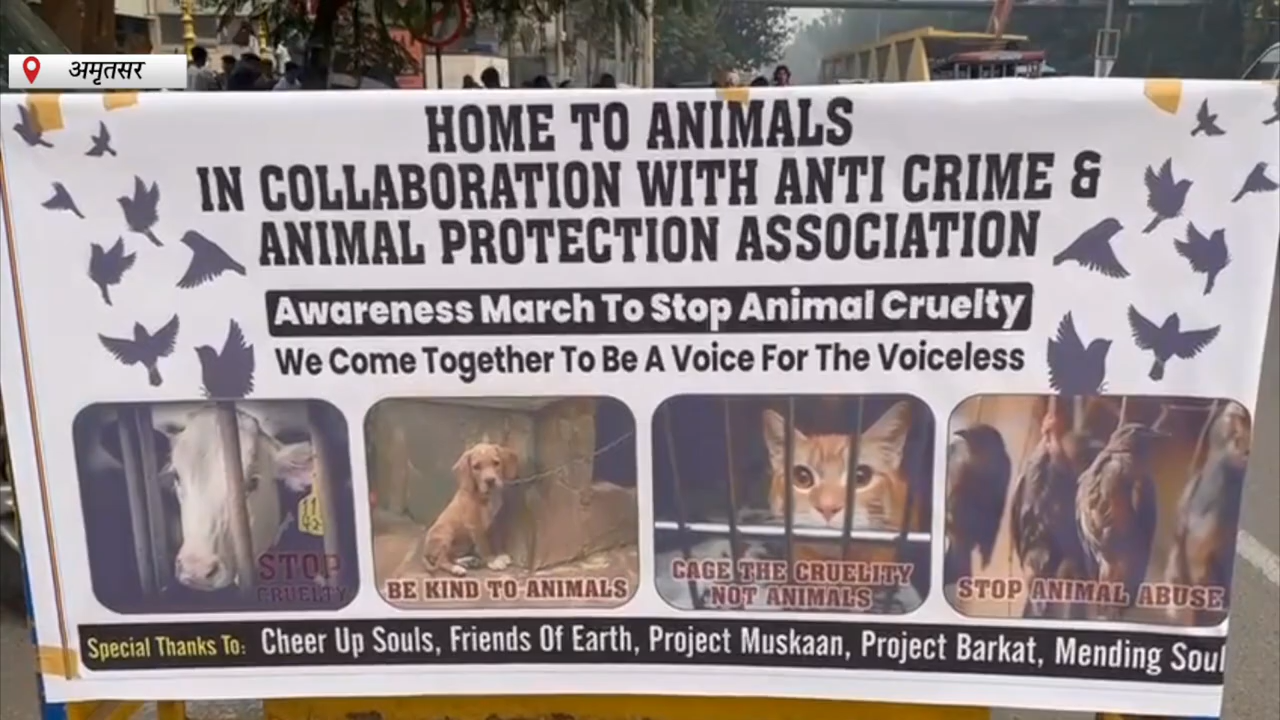 अमृतसर
HOME TO ANIMALS
IN COLLABORATION WITH ANTI CRIME &
ANIMAL PROTECTION ASSOCIATION
Awareness March To Stop Animal Cruelty
We Come Together To Be A Voice For The Voiceless
STOP
CRUELTY
BE KIND TO ANIMALS
CAGE THE CRUELITY
NOT ANIMALS
STOP ANIMAL ABUSE
Special Thanks To: Cheer Up Souls, Friends Of Earth, Project Muskaan, Project Barkat, Mending Soul